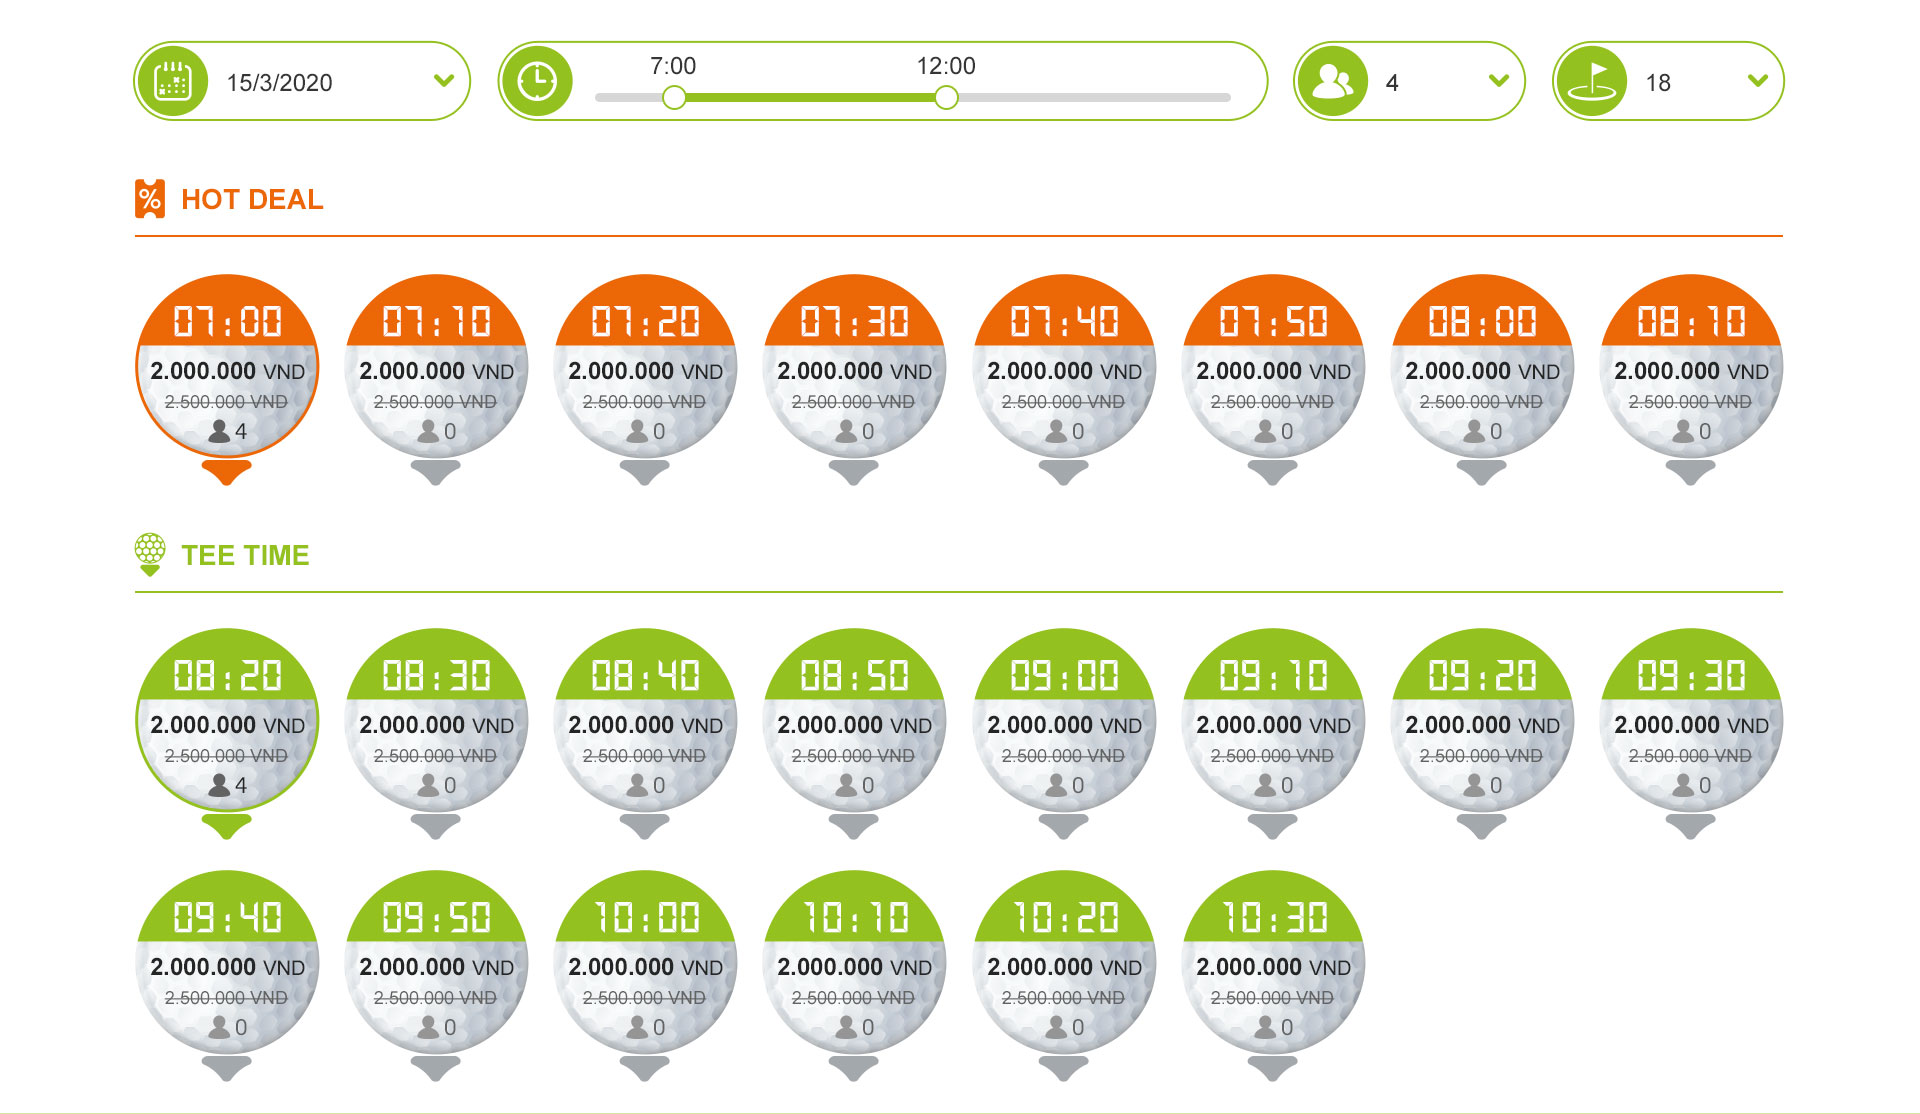 15/3/2020
7:00 12:00
4
18
% HOT DEAL
07:00 07:10 07:20 07:30 07:40 07:50 08:00 08:10
2.000.000 VND 2.000.000 VND 2.000.000 VND 2.000.000 VND 2.000.000 VND 2.000.000 VND 2.000.000 VND 2.000.000 VND
2.500.000 VND 2.500.000 VND 2.500.000 VND 2.500.000 VND 2.500.000 VND 2.500.000 VND 2.500.000 VND 2.500.000 VND
4 0 0 0 0 0 0 0
TEE TIME
08:20 08:30 08:40 08:50 09:00 09:10 09:20 09:30
2.000.000 VND 2.000.000 VND 2.000.000 VND 2.000.000 VND 2.000.000 VND 2.000.000 VND 2.000.000 VND 2.000.000 VND
2.500.000 VND 2.500.000 VND 2.500.000 VND 2.500.000 VND 2.500.000 VND 2.500.000 VND 2.500.000 VND 2.500.000 VND
4 0 0 0 0 0 0 0
09:40 09:50 10:00 10:10 10:20 10:30
2.000.000 VND 2.000.000 VND 2.000.000 VND 2.000.000 VND 2.000.000 VND 2.000.000 VND
2.500.000 VND 2.500.000 VND 2.500.000 VND 2.500.000 VND 2.500.000 VND 2.500.000 VND
0 0 0 0 0 0